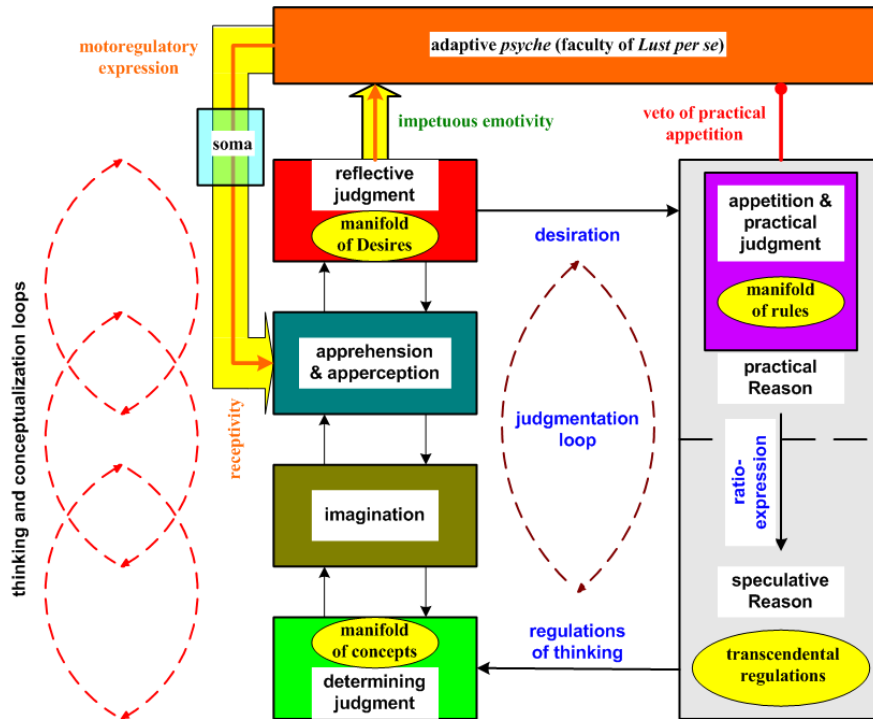 adaptive psyche (faculty of Lust per se)
motoregulatory
expression
impetuous emotivity
veto of practical
appetition
soma
reflective
judgment
manifold
of Desires
desiration
appetition &
practical
judgment
manifold
of rules
practical
Reason
apprehension
& apperception
receptivity
judgmentation
loop
ratio-
expression
imagination
speculative
Reason
manifold
of concepts
determining
judgment
regulations
of thinking
transcendental
regulations
thinking and conceptualization loops